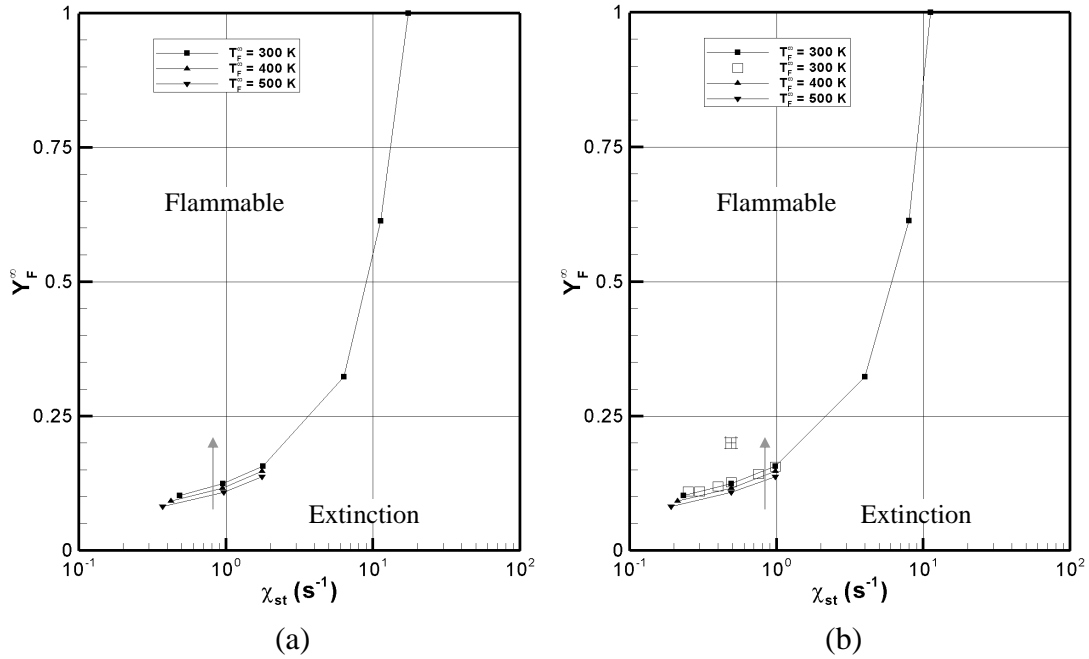 1
0.75
0.5
0.25
0
Y_F^∞
T_F^∞ = 300 K
T_F^∞ = 400 K
T_F^∞ = 500 K
Flammable
Extinction
10^-1
10^0
10^1
10^2
χ_st (s^-1)
(a)
1
0.75
0.5
0.25
0
Y_F^∞
T_F^∞ = 300 K
T_F^∞ = 300 K
T_F^∞ = 400 K
T_F^∞ = 500 K
Flammable
Extinction
10^-1
10^0
10^1
10^2
χ_st (s^-1)
(b)